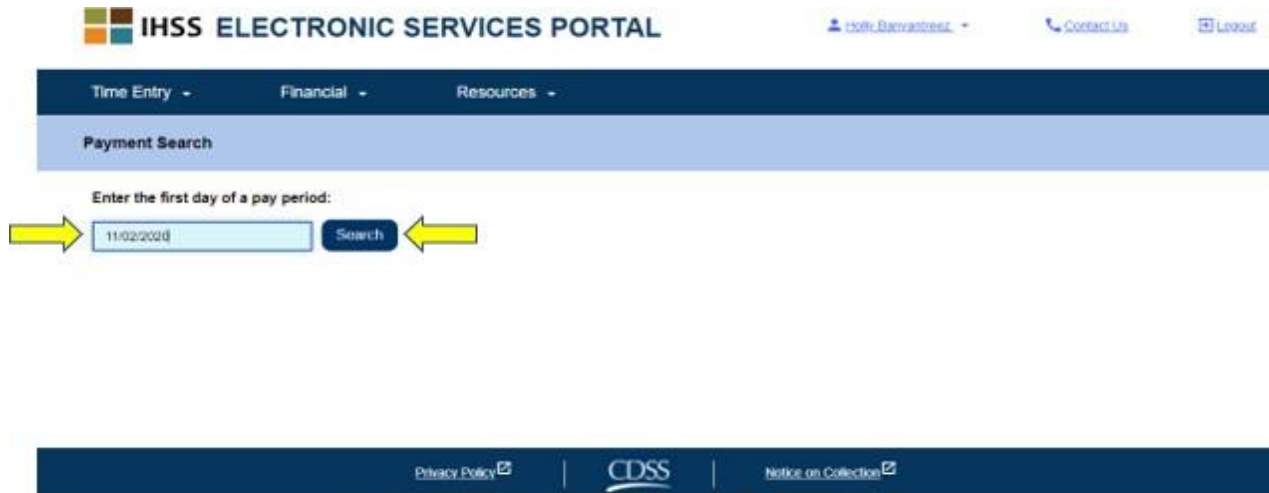 IHSS ELECTRONIC SERVICES PORTAL
Holly Contact Us Logout
Time Entry Financial Resources
Payment Search
Enter the first day of a pay period:
11/02/2020 Search
Privacy Policy CDSS Notice on Collection